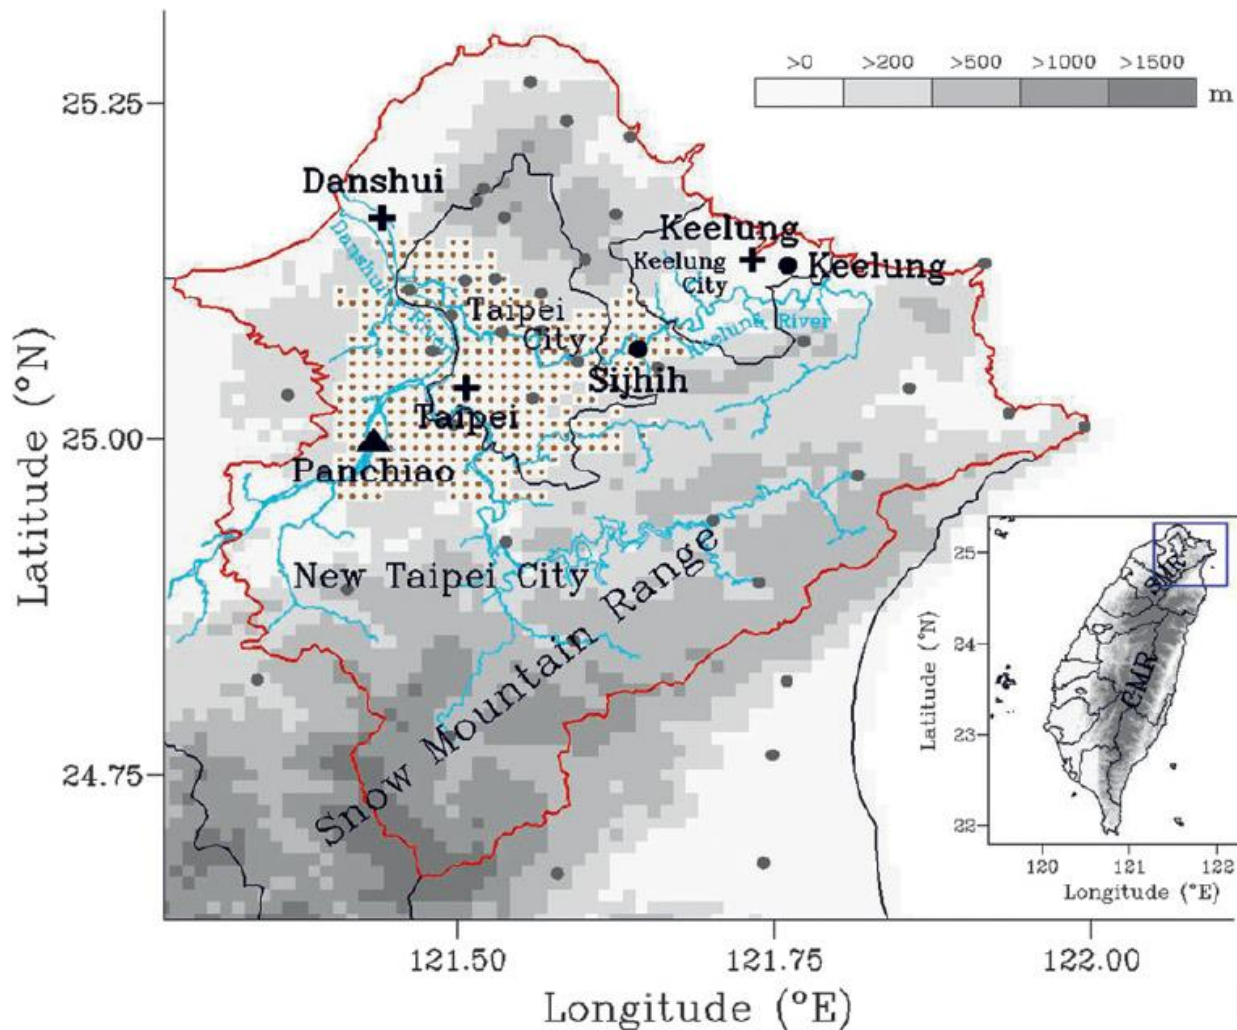 >0 >200 >500 >1000 >1500
m
25.25
Danshui
Keelung
Keelung
City
Keelung
Danshui River
Taipei
City
Keelung River
Sijhih
Taipei
25.00
Panchiao
Latitude (°N)
New Taipei City
Snow Mountain Range
24.75
121.50 121.75 122.00
Longitude (°E)
25
SMR
24
CMR
23
22
Latitude (°N)
120 121 122
Longitude (°E)